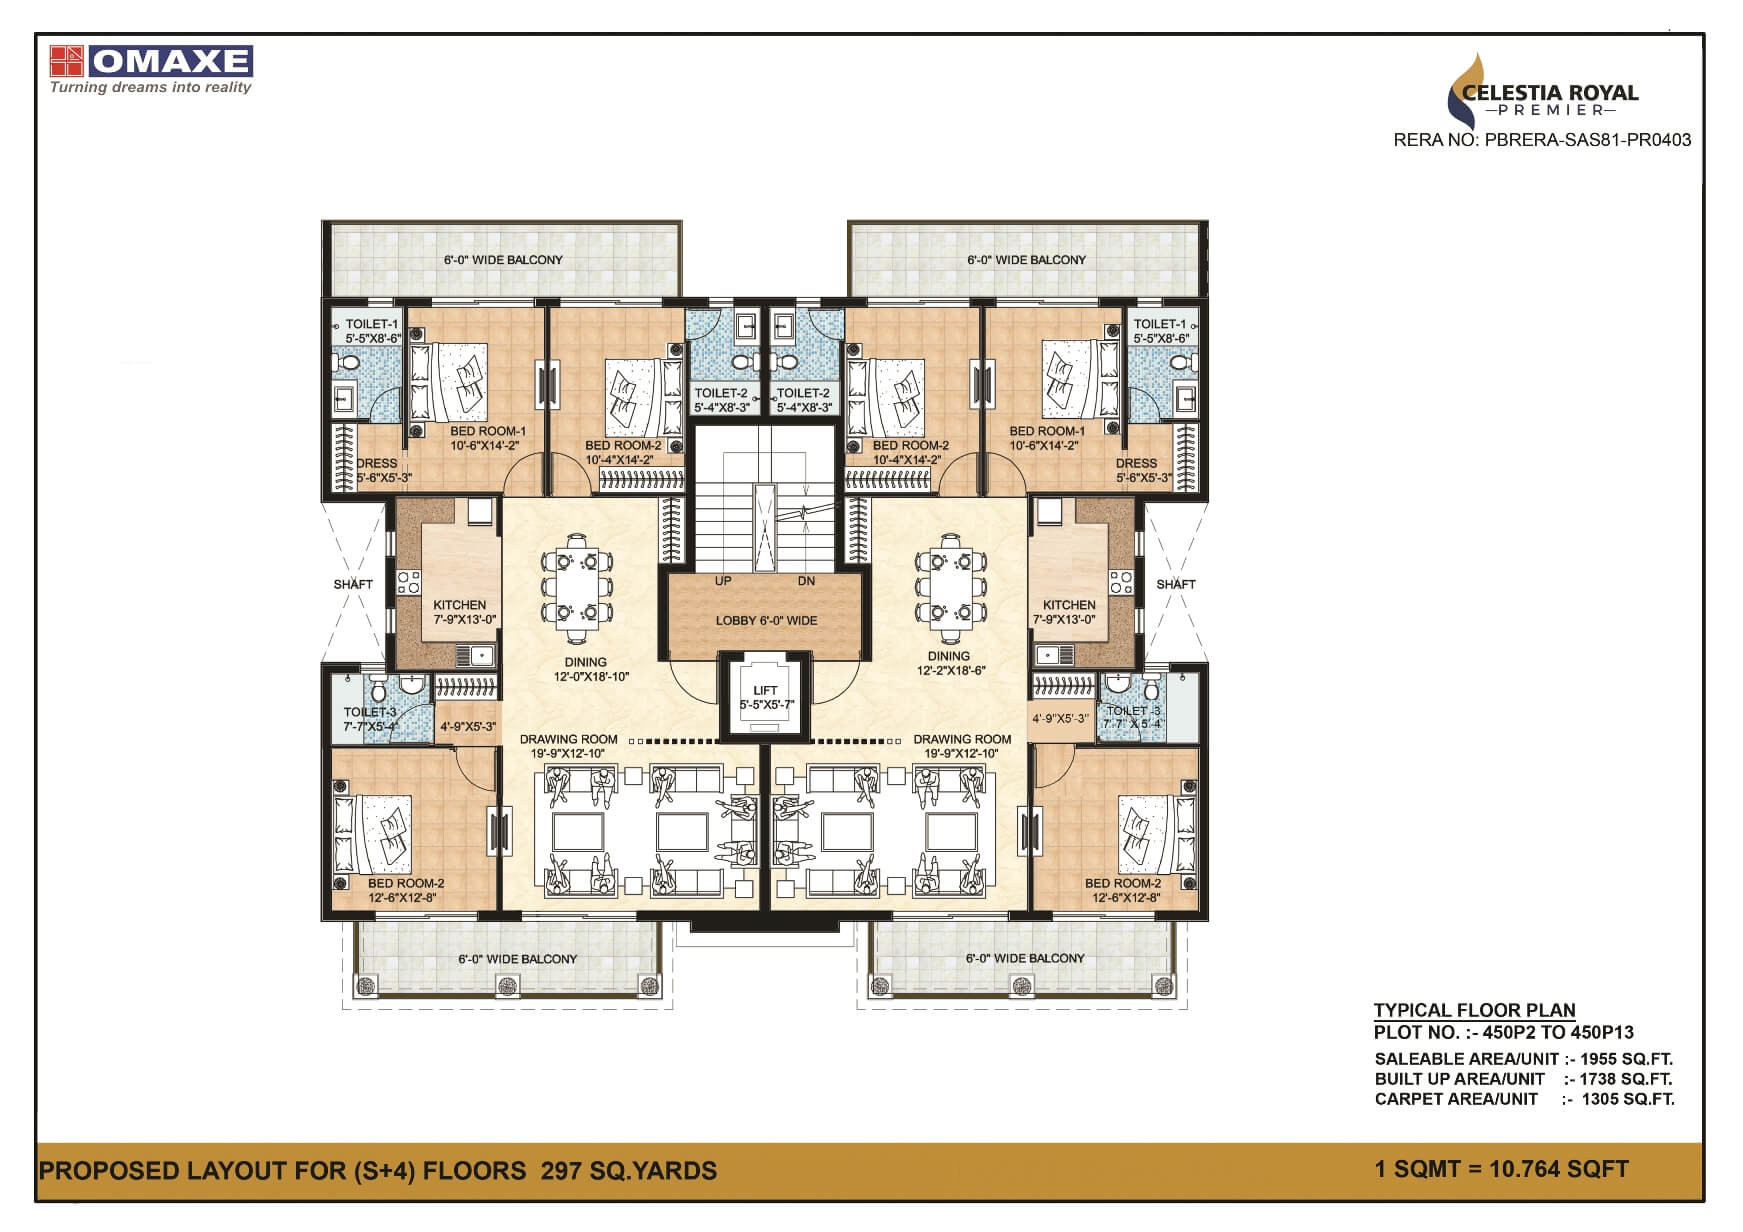 OMAXE
Turning dreams into reality
CELESTIA ROYAL
PREMIER
RERA NO: PBRERA-SAS81-PR0403
6'-0" WIDE BALCONY
6'-0" WIDE BALCONY
TOILET-1
5'-5"X8'-6"
TOILET-1
5'-5"X8'-6"
TOILET-2
5'-4"X8'-3"
TOILET-2
5'-4"X8'-3"
BED ROOM-1
10'-6"X14'-2"
BED ROOM-2
10'-4"X14'-2"
BED ROOM-2
10'-4"X14'-2"
BED ROOM-1
10'-6"X14'-2"
DRESS
5'-6"X5'-3"
DRESS
5'-6"X5'-3"
SHAFT
KITCHEN
7'-9"X13'-0"
UP
DN
LOBBY 6'-0" WIDE
KITCHEN
7'-9"X13'-0"
SHAFT
DINING
12'-0"X18'-10"
DINING
12'-2"X18'-6"
LIFT
5'-5"X5'-7"
TOILET-3
7'-7"X5'-4"
4'-9"X5'-3"
4'-9"X5'-3"
TOILET -3
7'-7" X 5'-4"
DRAWING ROOM
19'-9"X12'-10"
DRAWING ROOM
19'-9"X12'-10"
BED ROOM-2
12'-6"X12'-8"
BED ROOM-2
12'-6"X12'-8"
6'-0" WIDE BALCONY
6'-0" WIDE BALCONY
TYPICAL FLOOR PLAN
PLOT NO. :- 450P2 TO 450P13
SALEABLE AREA/UNIT :- 1955 SQ.FT.
BUILT UP AREA/UNIT :- 1738 SQ.FT.
CARPET AREA/UNIT :- 1305 SQ.FT.
PROPOSED LAYOUT FOR (S+4) FLOORS 297 SQ.YARDS
1 SQMT = 10.764 SQFT